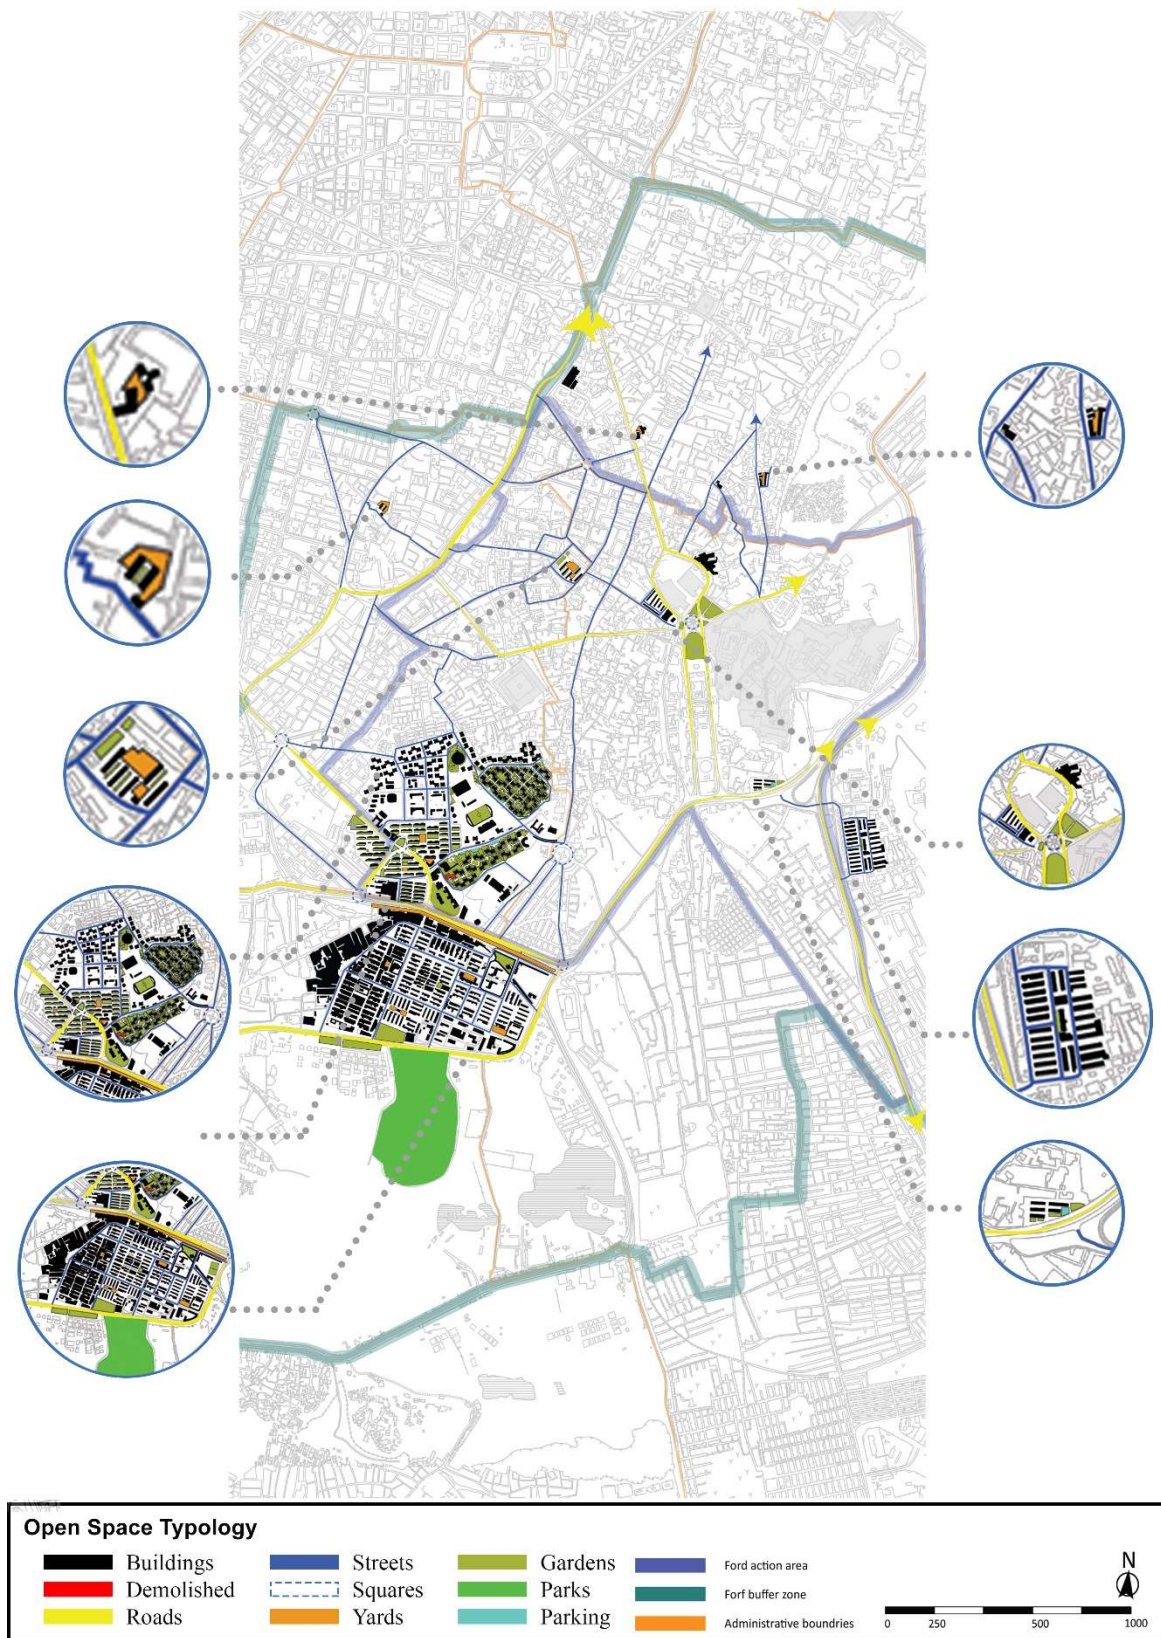 Open Space Typology
Buildings
Demolished
Roads
Streets
Squares
Yards
Gardens
Parks
Parking
Ford action area
Forf buffer zone
Administrative boundries
N
0 250 500 1000